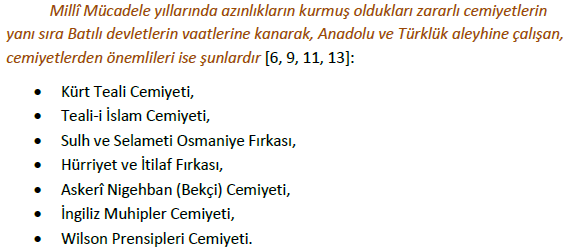 Millî Mücadele yıllarında azınlıkların kurmuş oldukları zararlı cemiyetlerin
yanı sıra Batılı devletlerin vaatlerine kanarak, Anadolu ve Türklük aleyhine çalışan,
cemiyetlerden önemlileri ise şunlardır [6, 9, 11, 13]:
• Kürt Teali Cemiyeti,
• Teali-i İslam Cemiyeti,
• Sulh ve Selameti Osmaniye Fırkası,
• Hürriyet ve İtilaf Fırkası,
• Askerî Nigehban (Bekçi) Cemiyeti,
• İngiliz Muhipler Cemiyeti,
• Wilson Prensipleri Cemiyeti.